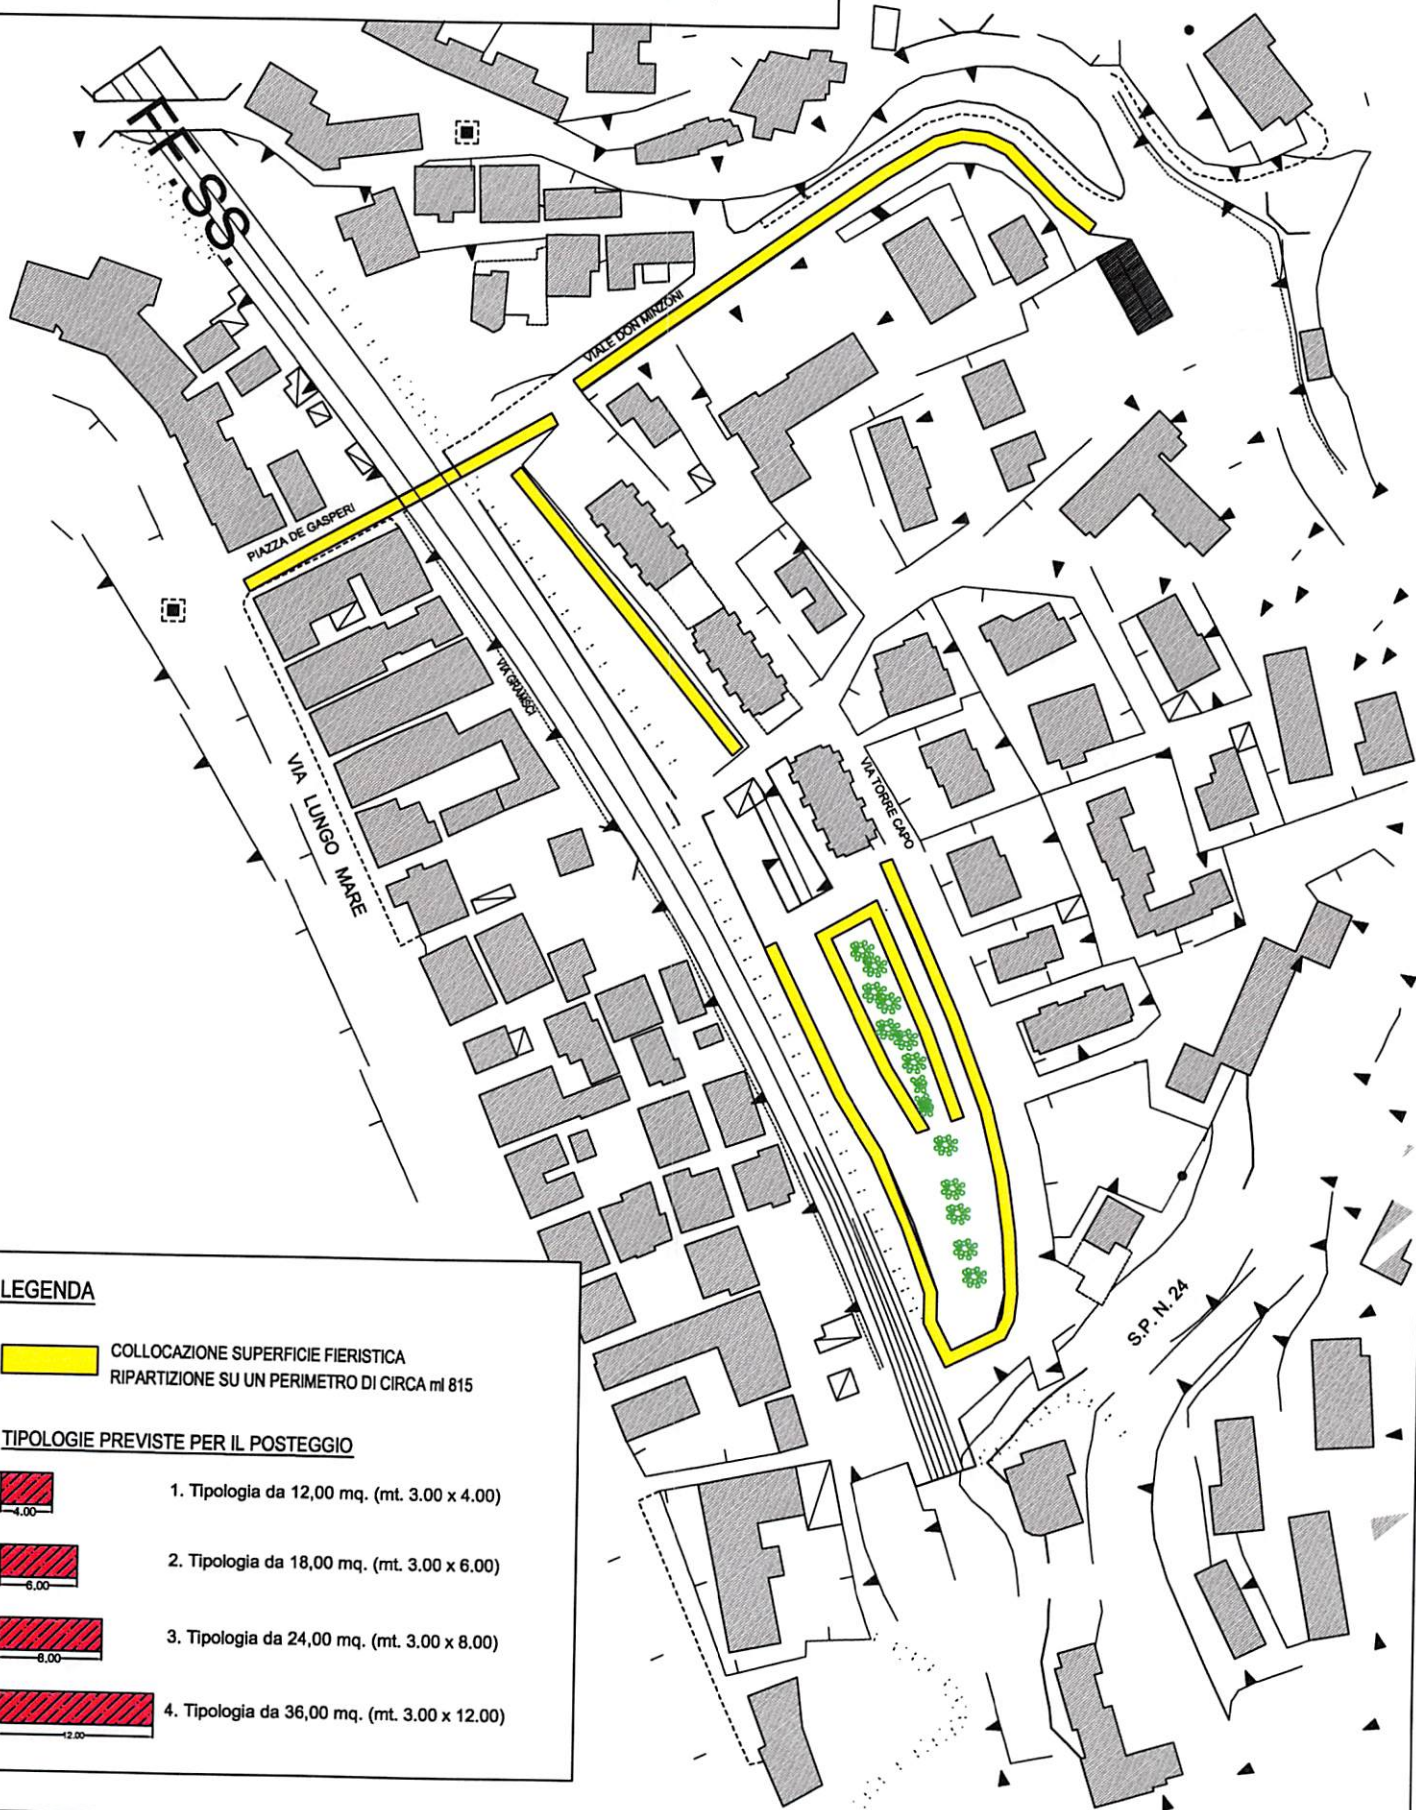 FF.SS.
VIALE DON MINZONI
PIAZZA DE GASPERI
VIA GRAMSCI
VIA LUNGO MARE
VIA TORRE CAPO
S.P. N. 24
LEGENDA
COLLOCAZIONE SUPERFICIE FIERISTICA
RIPARTIZIONE SU UN PERIMETRO DI CIRCA ml 815
TIPOLOGIE PREVISTE PER IL POSTEGGIO
1. Tipologia da 12,00 mq. (mt. 3.00 x 4.00)
4.00
2. Tipologia da 18,00 mq. (mt. 3.00 x 6.00)
6.00
3. Tipologia da 24,00 mq. (mt. 3.00 x 8.00)
8.00
4. Tipologia da 36,00 mq. (mt. 3.00 x 12.00)
12.00